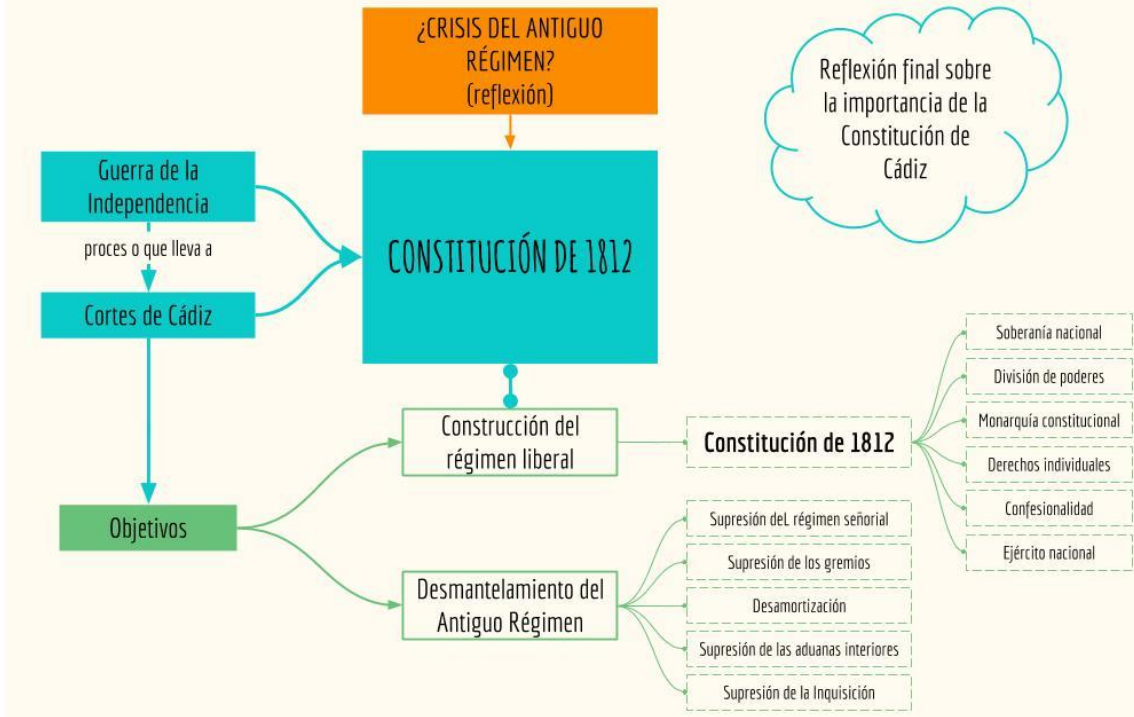 ¿CRISIS DEL ANTIGUO
RÉGIMEN?
(reflexión)
Reflexión final sobre
la importancia de la
Constitución de
Cádiz
Guerra de la
Independencia
proces o que lleva a
Cortes de Cádiz
CONSTITUCIÓN DE 1812
Objetivos
Construcción del
régimen liberal
Constitución de 1812
Soberanía nacional
División de poderes
Monarquía constitucional
Derechos individuales
Confesionalidad
Ejército nacional
Desmantelamiento del
Antiguo Régimen
Supresión deL régimen señorial
Supresión de los gremios
Desamortización
Supresión de las aduanas interiores
Supresión de la Inquisición